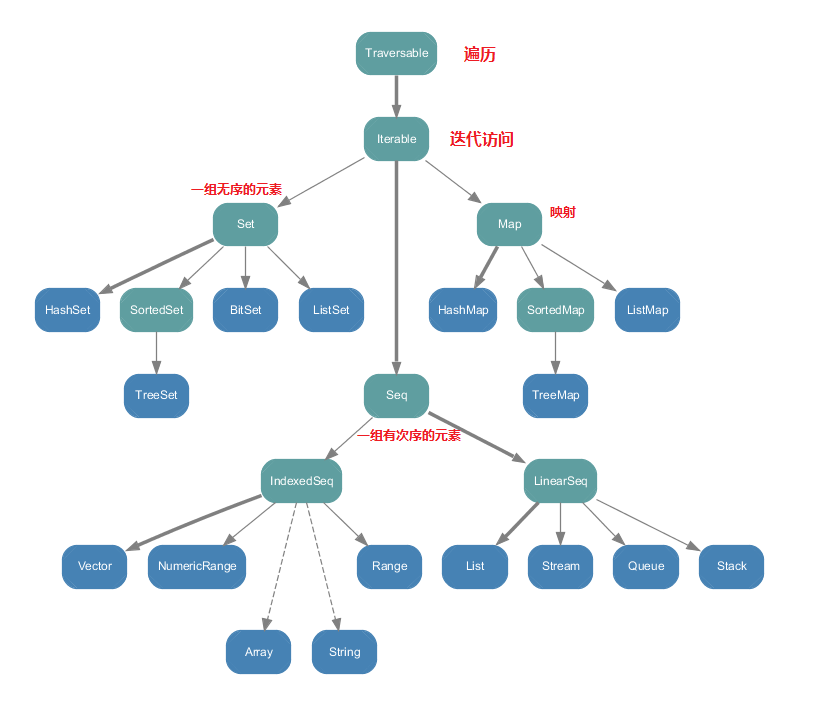 Traversable
遍历
Iterable
迭代访问
一组无序的元素
Set
Map
映射
HashSet
SortedSet
BitSet
ListSet
HashMap
SortedMap
ListMap
TreeSet
Seq
TreeMap
一组有次序的元素
IndexedSeq
LinearSeq
Vector
NumericRange
Range
List
Stream
Queue
Stack
Array
String